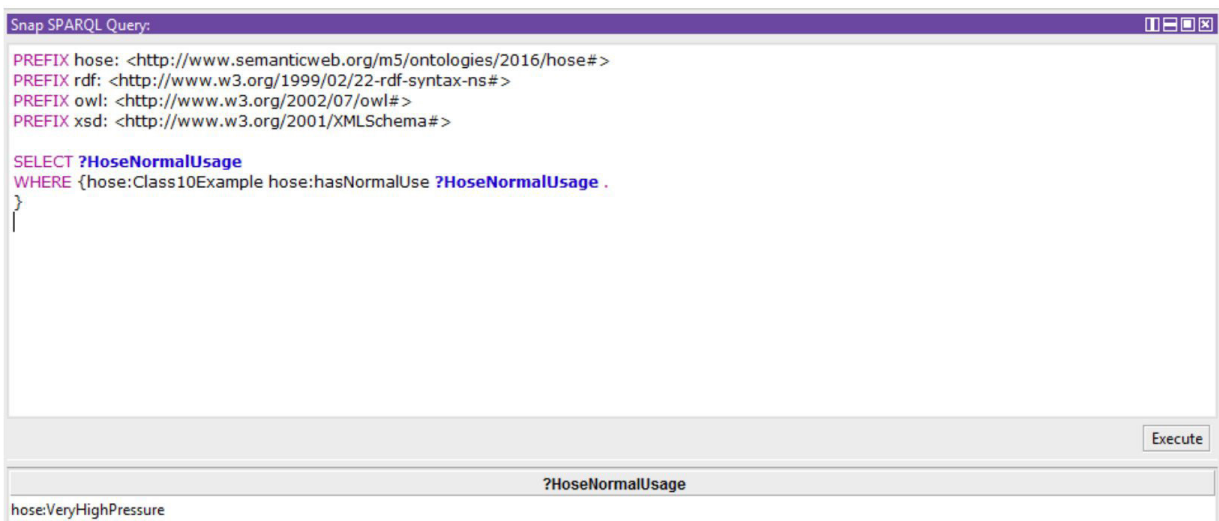 Snap SPARQL Query:
PREFIX hose: <http://www.semanticweb.org/m5/ontologies/2016/hose#>
PREFIX rdf: <http://www.w3.org/1999/02/22-rdf-syntax-ns#>
PREFIX owl: <http://www.w3.org/2002/07/owl#>
PREFIX xsd: <http://www.w3.org/2001/XMLSchema#>
SELECT ?HoseNormalUsage
WHERE {hose:Class10Example hose:hasNormalUse ?HoseNormalUsage .
}
Execute
?HoseNormalUsage
hose:VeryHighPressure